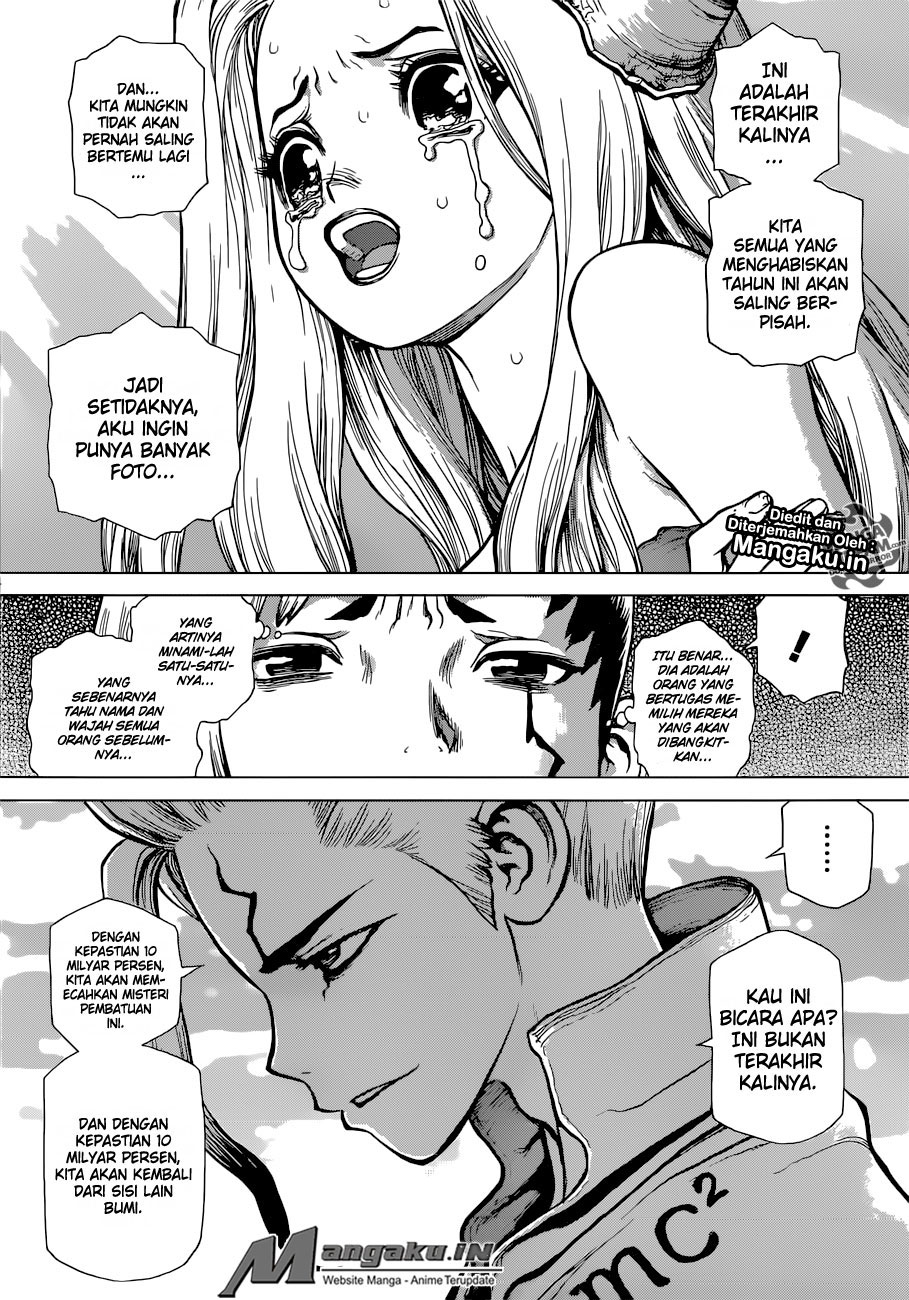 INI
ADALAH
TERAKHIR
KALINYA
...
KITA
SEMUA YANG
MENGHABISKAN
TAHUN INI AKAN
SALING BER-
PISAH.
DAN...
KITA MUNGKIN
TIDAK AKAN
PERNAH SALING
BERTEMU LAGI
...
JADI
SETIDAKNYA,
AKU INGIN
PUNYA BANYAK
FOTO...
Diedit dan
Diterjemahkan Oleh :
Mangaku.in
!
ITU BENAR...
DIA ADALAH
ORANG YANG
BERTUGAS ME-
MILIH MEREKA
YANG AKAN
DIBANGKIT-
KAN...
YANG
ARTINYA
MINAMI-LAH
SATU-SATU-
NYA...
YANG
SEBENARNYA
TAHU NAMA DAN
WAJAH SEMUA
ORANG SEBELUM-
NYA...
.....
KAU INI
BICARA APA?
INI BUKAN
TERAKHIR
KALINYA.
DENGAN
KEPASTIAN 10
MILYAR PERSEN,
KITA AKAN MEM-
ECAHKAN MISTERI
PEMBATUAN
INI.
DAN DENGAN
KEPASTIAN 10
MILYAR PERSEN,
KITA AKAN KEMBALI
DARI SISI LAIN
BUMI.
mc²
Mangaku.IN
Website Manga - Anime Terupdate